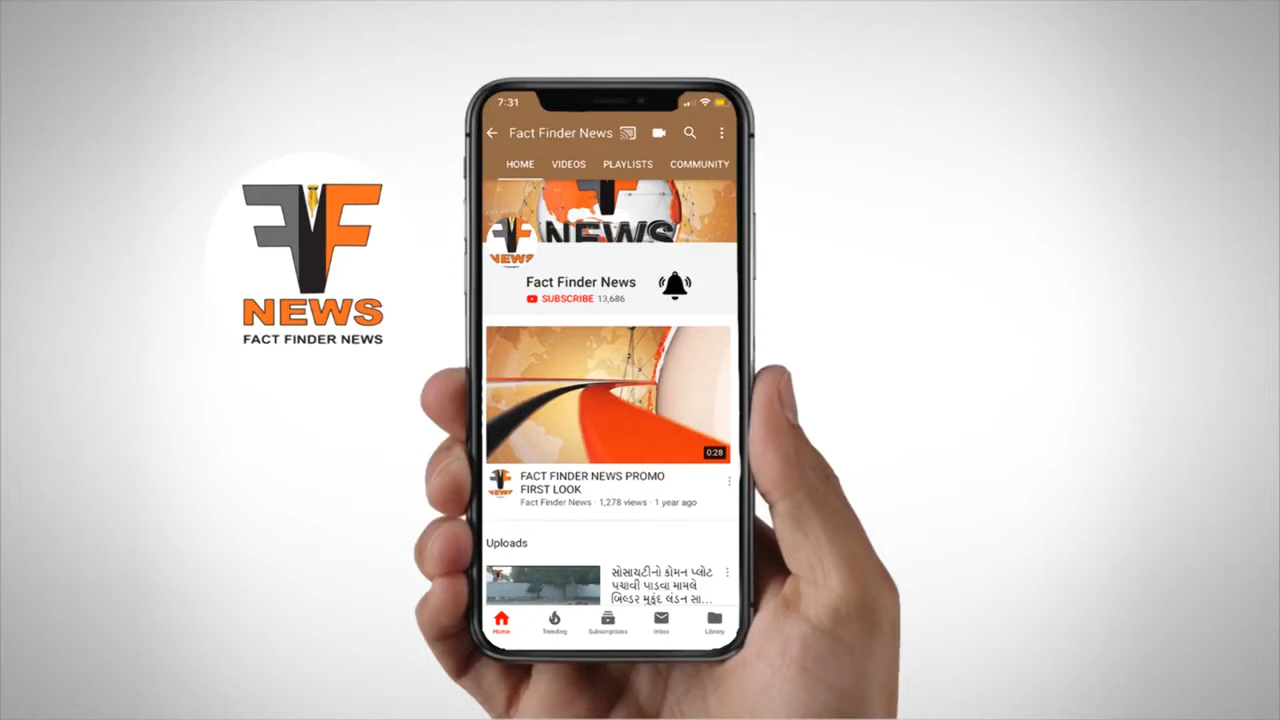 NEWS
FACT FINDER NEWS
7:31
Fact Finder News
HOME VIDEOS PLAYLISTS COMMUNITY
NEWS
NEWS
Fact Finder News
SUBSCRIBE 13,686
0:28
FACT FINDER NEWS PROMO
FIRST LOOK
Fact Finder News · 1,278 views · 1 year ago
Uploads
સોસાયટીનો કોમન પ્લોટ
પચાવી પાડવા મામલે
બિલ્ડર મુકુંદ લંડન સા...
Home Trending Subscriptions Inbox Library